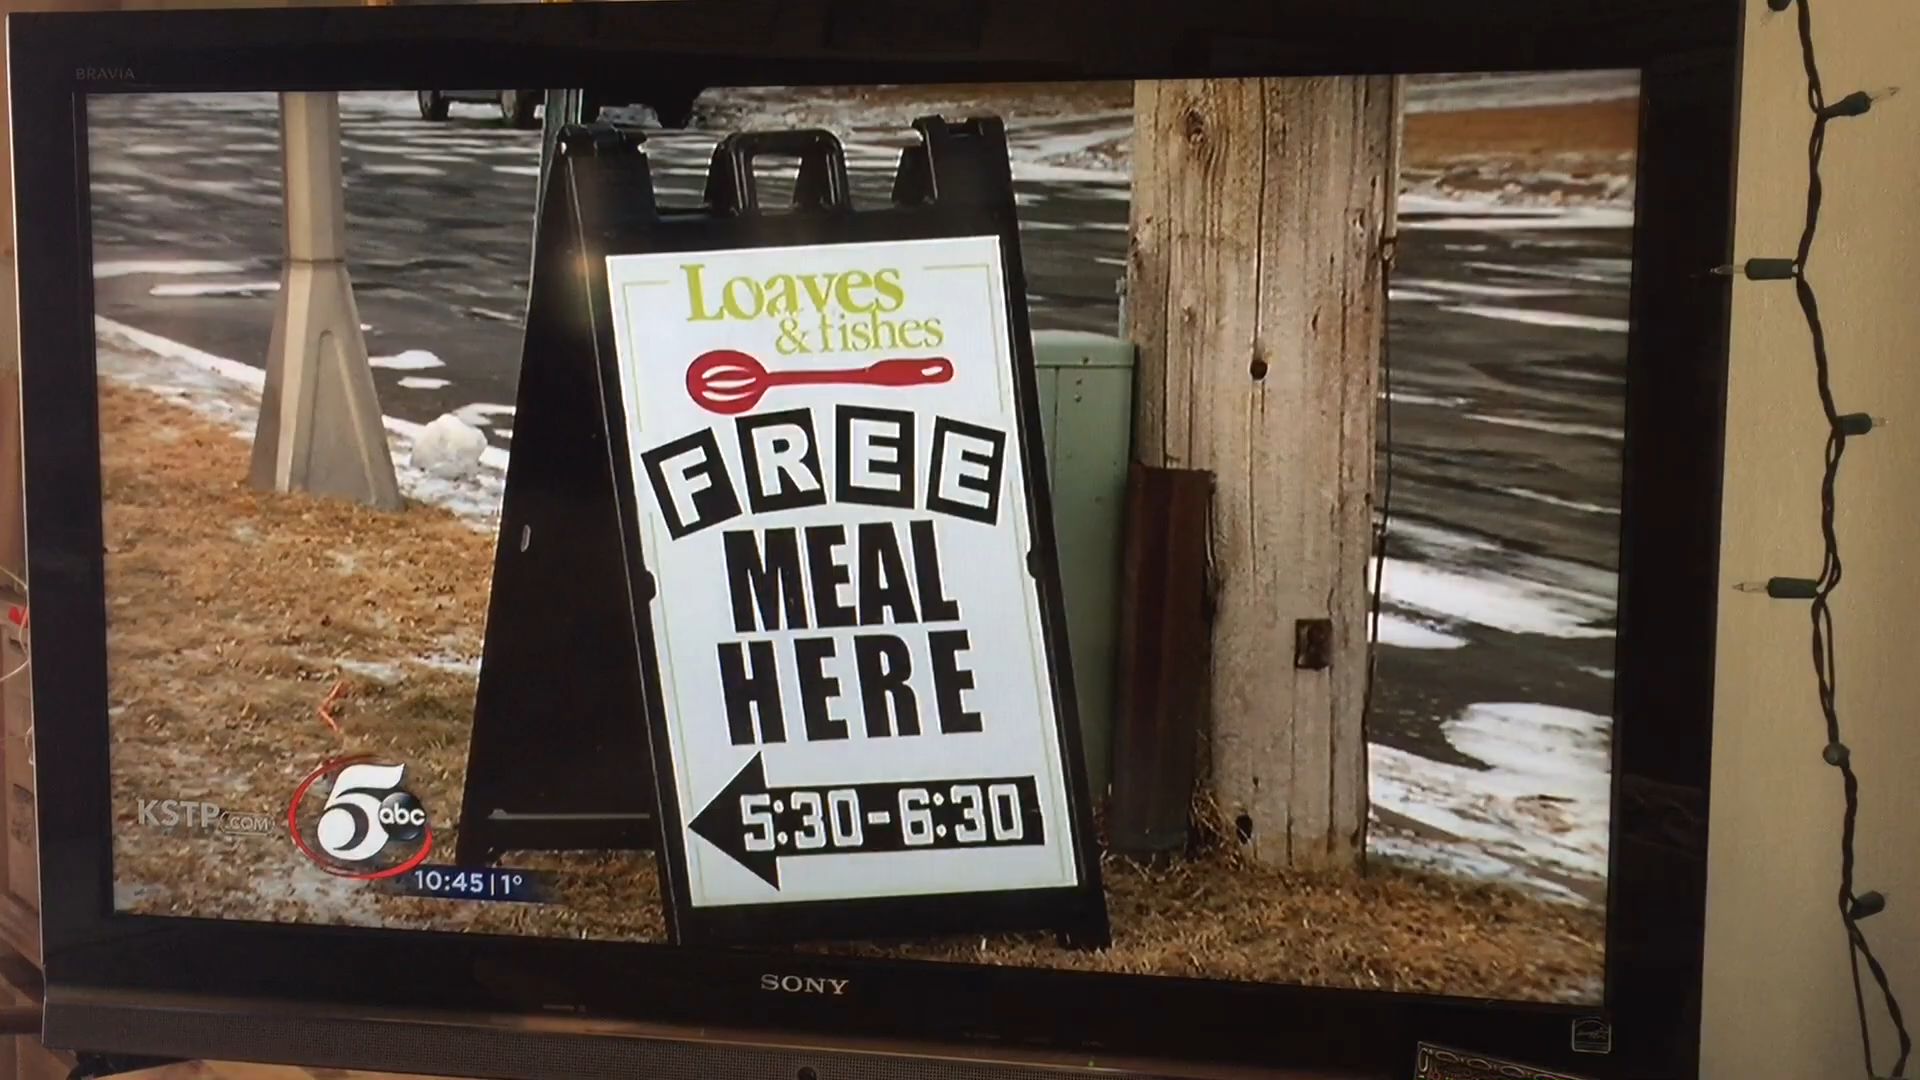 BRAVIA
Loaves
& fishes
FREE
MEAL
HERE
5:30-6:30
KSTP.COM
5 abc
10:45 | 1°
SONY